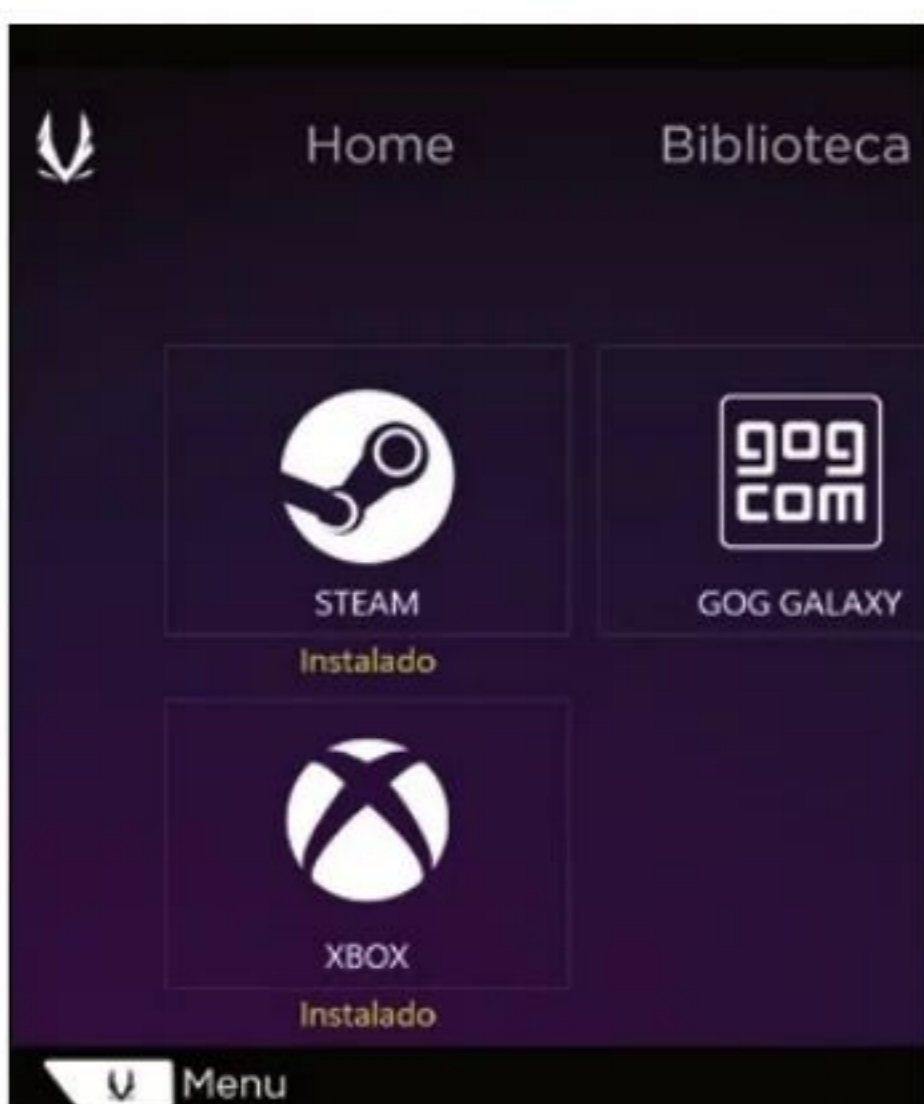 Home Biblioteca
gog
com
STEAM GOG GALAXY
Instalado
XBOX
Instalado
Menu